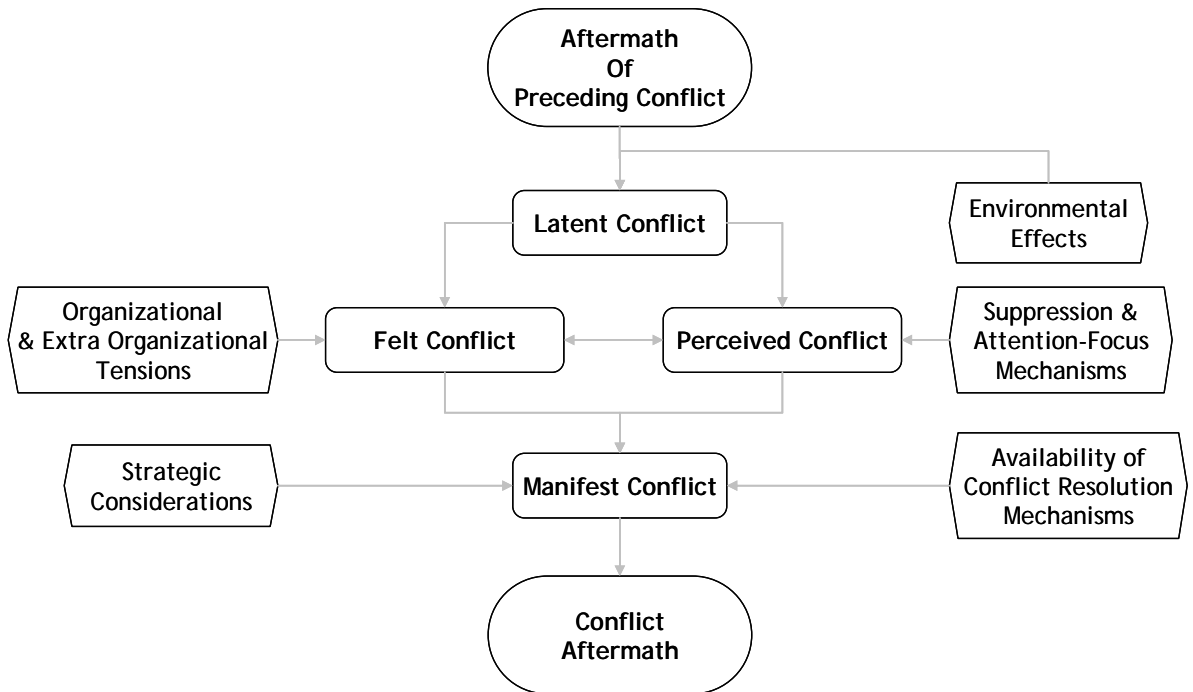 Aftermath
Of
Preceding Conflict
Latent Conflict
Environmental
Effects
Organizational
& Extra Organizational
Tensions
Felt Conflict
Perceived Conflict
Suppression &
Attention-Focus
Mechanisms
Strategic
Considerations
Manifest Conflict
Availability of
Conflict Resolution
Mechanisms
Conflict
Aftermath